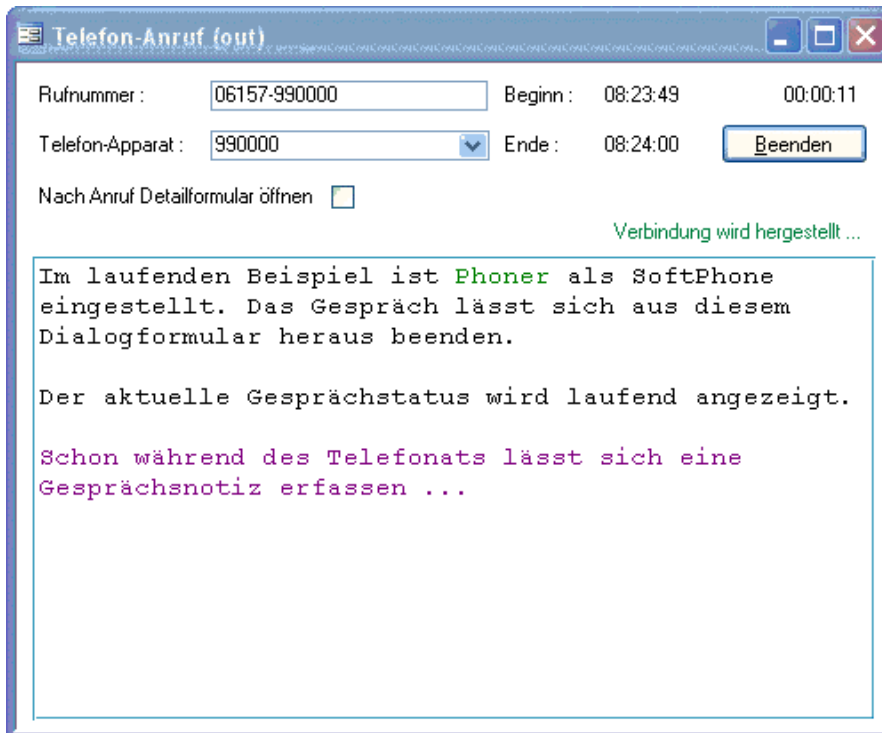 Telefon-Anruf (out)
Rufnummer : 06157-990000 Beginn : 08:23:49 00:00:11
Telefon-Apparat : 990000 Ende : 08:24:00 Beenden
Nach Anruf Detailformular öffnen
Verbindung wird hergestellt ...
Im laufenden Beispiel ist Phoner als SoftPhone
eingestellt. Das Gespräch lässt sich aus diesem
Dialogformular heraus beenden.
Der aktuelle Gesprächstatus wird laufend angezeigt.
Schon während des Telefonats lässt sich eine
Gesprächsnotiz erfassen ...